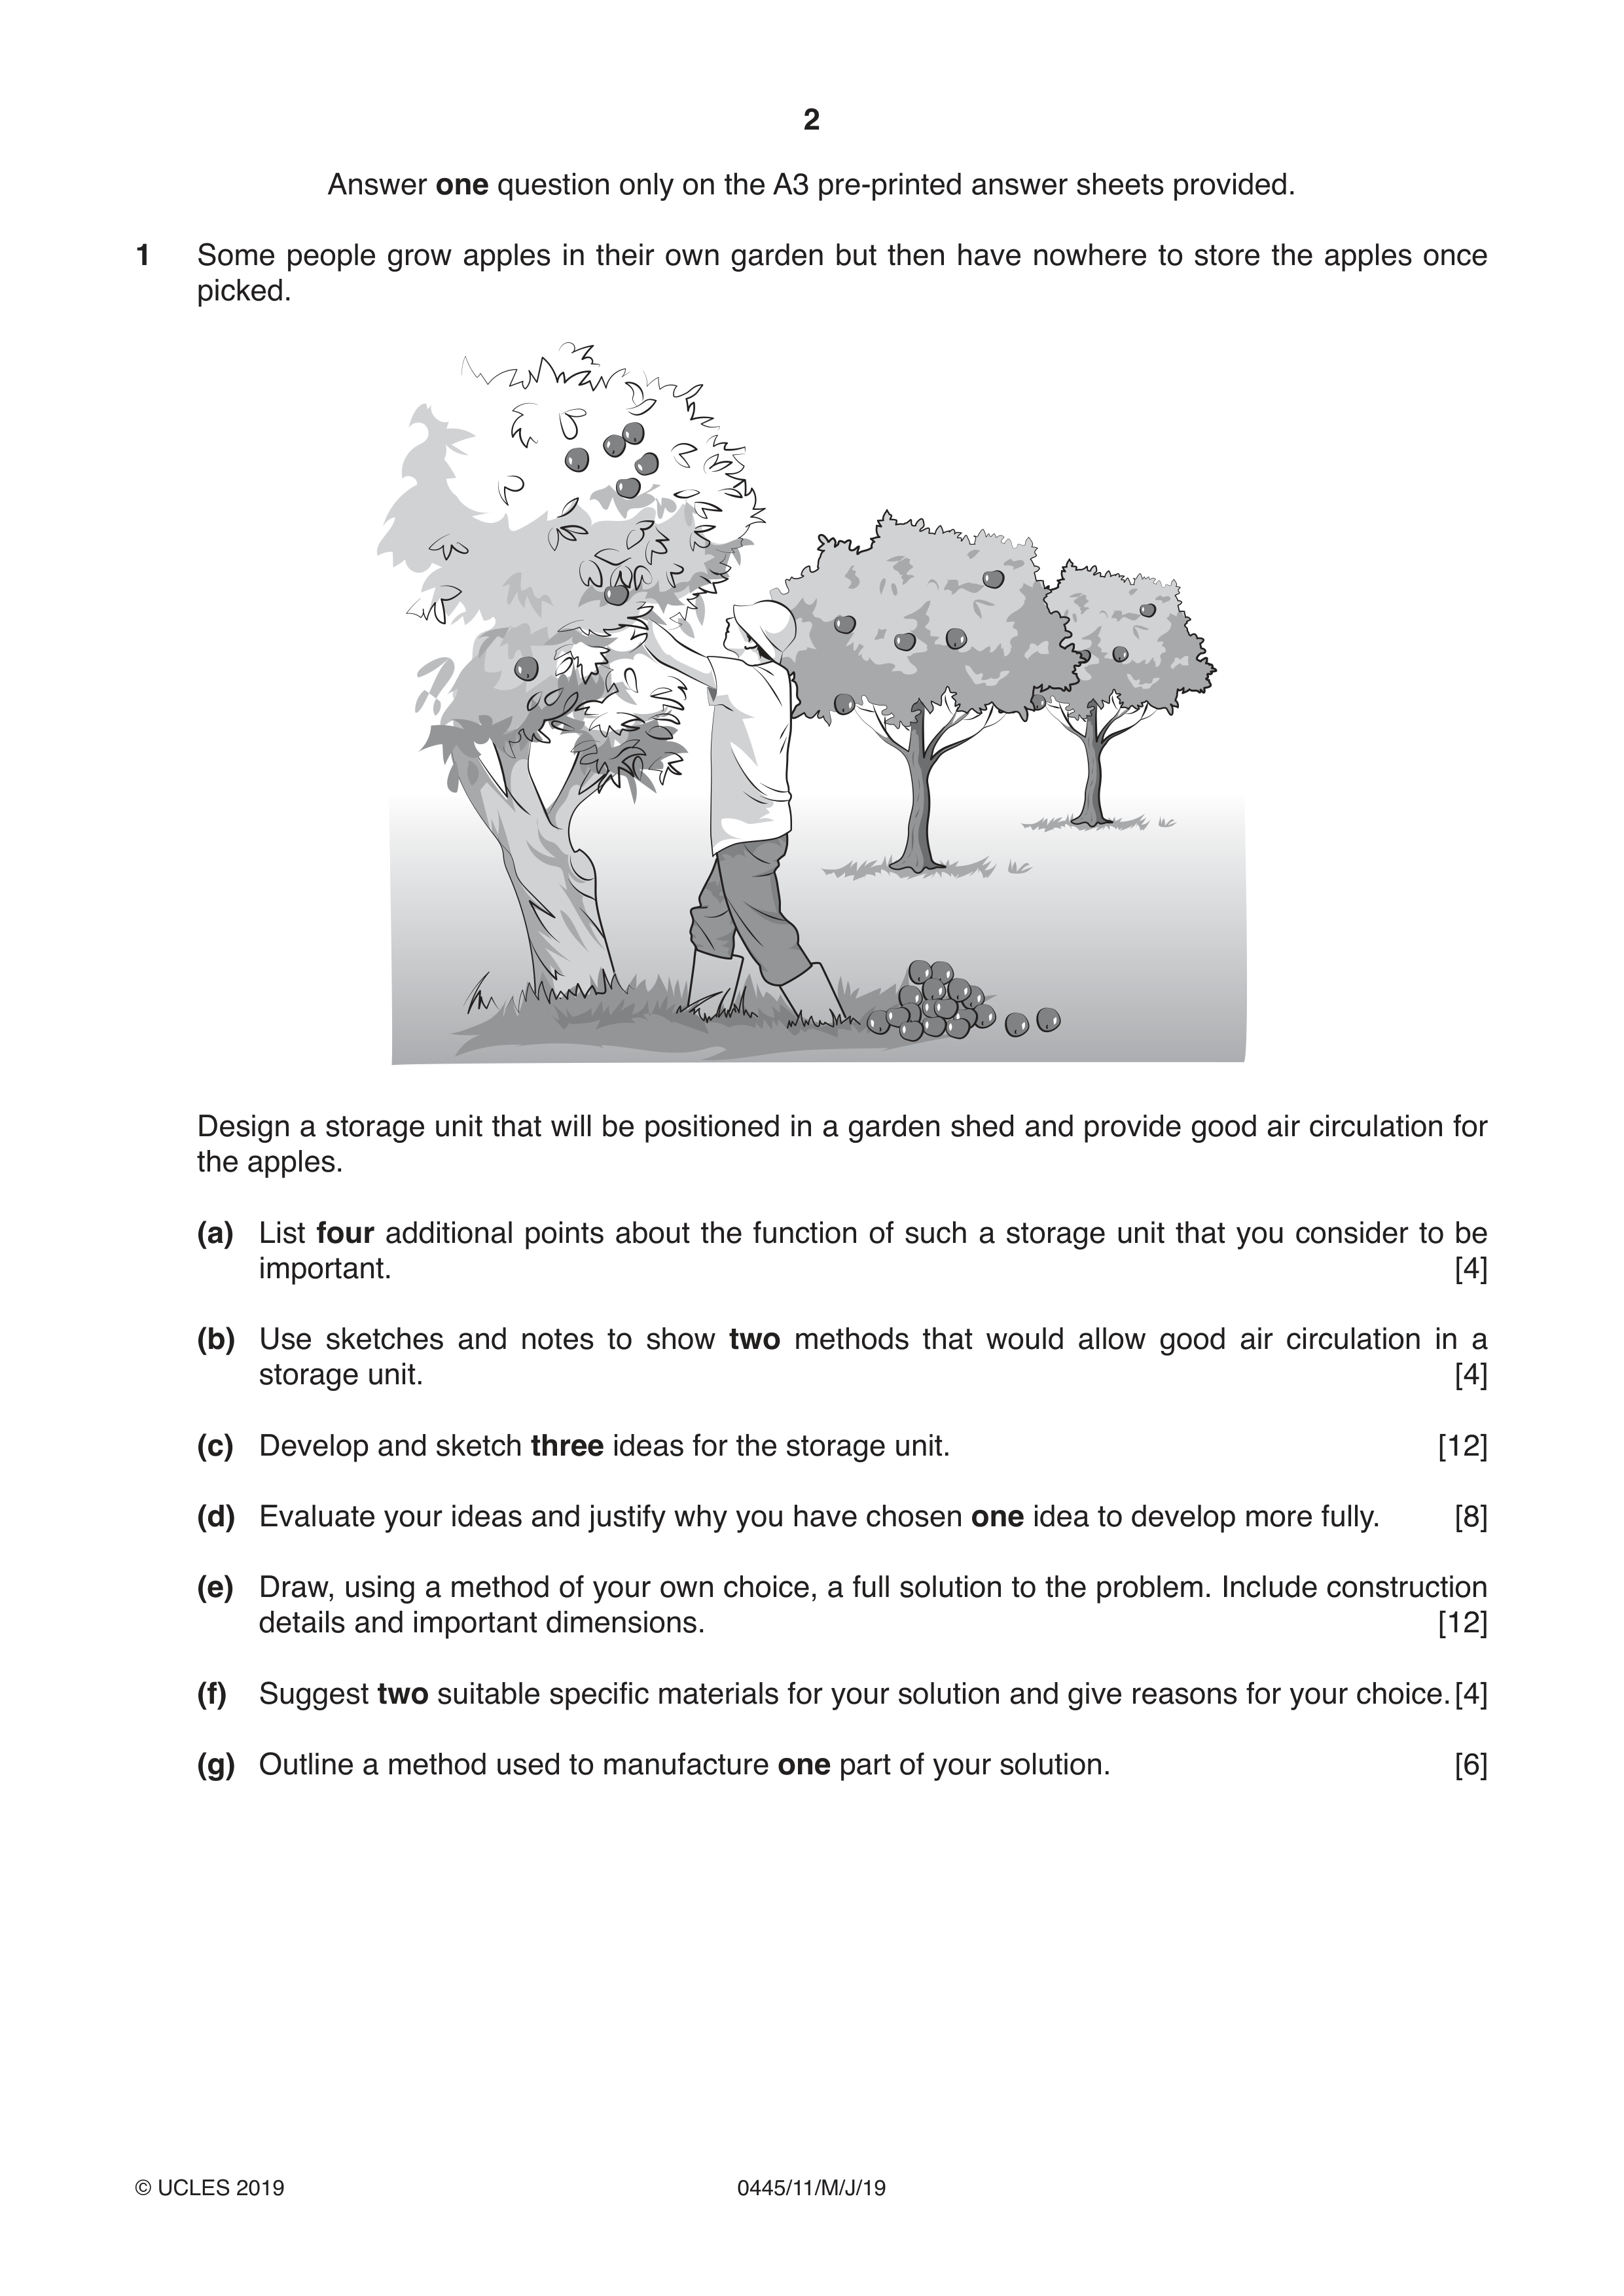 2
Answer one question only on the A3 pre-printed answer sheets provided.
1 Some people grow apples in their own garden but then have nowhere to store the apples once
picked.
Design a storage unit that will be positioned in a garden shed and provide good air circulation for
the apples.
(a) List four additional points about the function of such a storage unit that you consider to be
important. [4]
(b) Use sketches and notes to show two methods that would allow good air circulation in a
storage unit. [4]
(c) Develop and sketch three ideas for the storage unit. [12]
(d) Evaluate your ideas and justify why you have chosen one idea to develop more fully. [8]
(e) Draw, using a method of your own choice, a full solution to the problem. Include construction
details and important dimensions. [12]
(f) Suggest two suitable specific materials for your solution and give reasons for your choice. [4]
(g) Outline a method used to manufacture one part of your solution. [6]
© UCLES 2019 0445/11/M/J/19